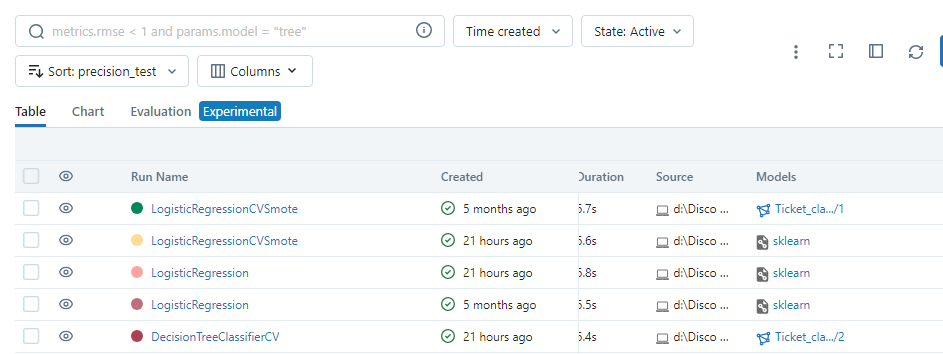 metrics.rmse < 1 and params.model = "tree"
Time created
State: Active
Sort: precision_test
Columns
Table Chart Evaluation Experimental
Run Name Created Duration Source Models
LogisticRegressionCVSmote 5 months ago 5.7s d:\Disco ... Ticket_cla.../1
LogisticRegressionCVSmote 21 hours ago 5.6s d:\Disco ... sklearn
LogisticRegression 21 hours ago 5.8s d:\Disco ... sklearn
LogisticRegression 5 months ago 5.5s d:\Disco ... sklearn
DecisionTreeClassifierCV 21 hours ago 5.4s d:\Disco ... Ticket_cla.../2